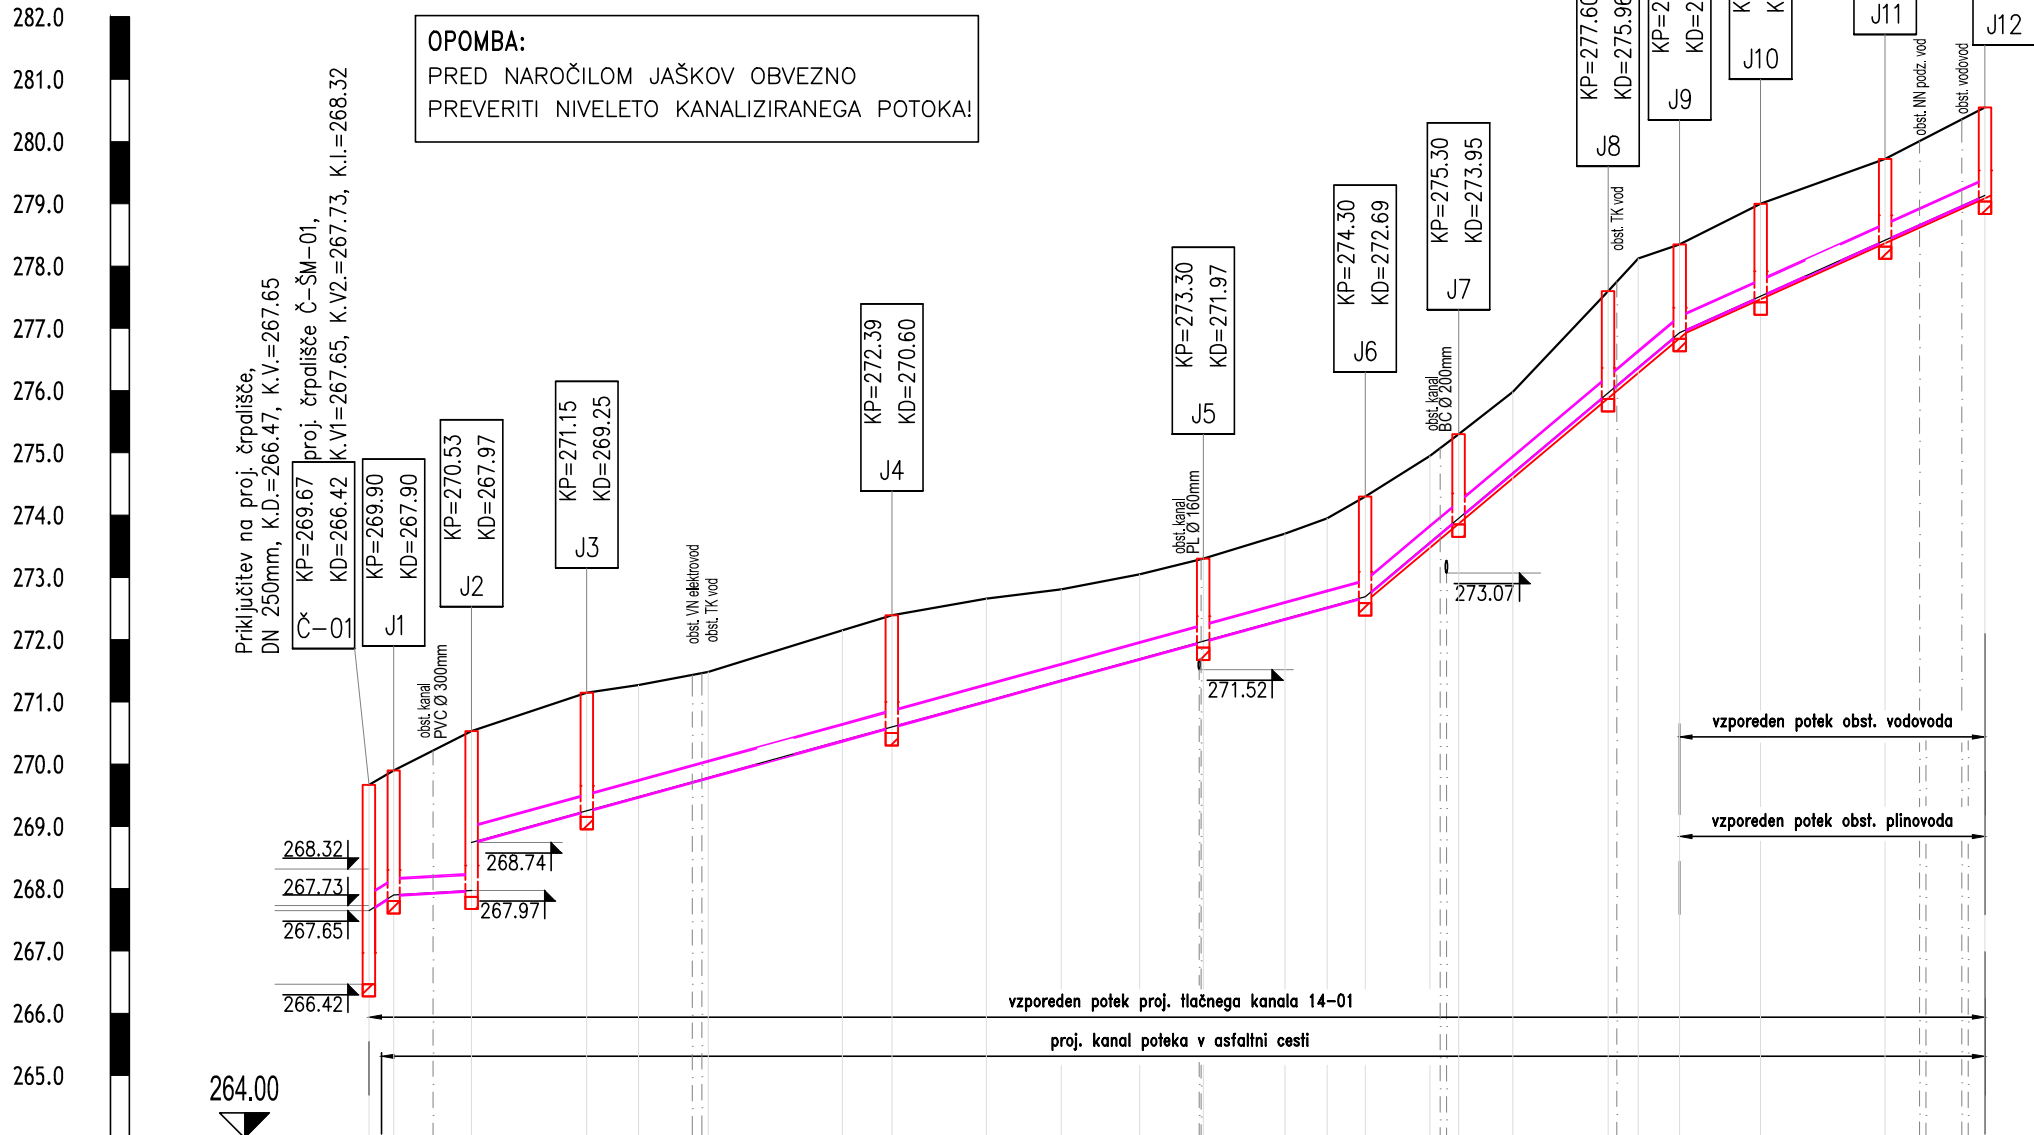 282.0
281.0
280.0
279.0
278.0
277.0
276.0
275.0
274.0
273.0
272.0
271.0
270.0
269.0
268.0
267.0
266.0
265.0
264.00
OPOMBA:
PRED NAROČILOM JAŠKOV OBVEZNO
PREVERITI NIVELETO KANALIZIRANEGA POTOKA!
Priključitev na proj. črpališče,
DN 250mm, K.D.=266.47, K.V.=267.65
proj. črpališče Č-ŠM-01,
K.V1=267.65, K.V2.=267.73, K.I.=268.32
KP=269.67
KD=266.42
Č-01
KP=269.90
KD=267.90
J1
KP=270.53
KD=267.97
J2
KP=271.15
KD=269.25
J3
KP=272.39
KD=270.60
J4
KP=273.30
KD=271.97
J5
KP=274.30
KD=272.69
J6
KP=275.30
KD=273.95
J7
KP=277.60
KD=275.96
J8
KP=2
KD=2
J9
J10
J11
J12
obst. kanal
PVC Ø 300mm
obst. VN elektrovod
obst. TK vod
obst. kanal
PL Ø 160mm
obst. kanal
BC Ø 200mm
obst. TK vod
obst. NN podz. vod
obst. vodovod
268.32
267.73
267.65
266.42
268.74
267.97
271.52
273.07
vzporeden potek obst. vodovoda
vzporeden potek obst. plinovoda
vzporeden potek proj. tlačnega kanala 14-01
proj. kanal poteka v asfaltni cesti